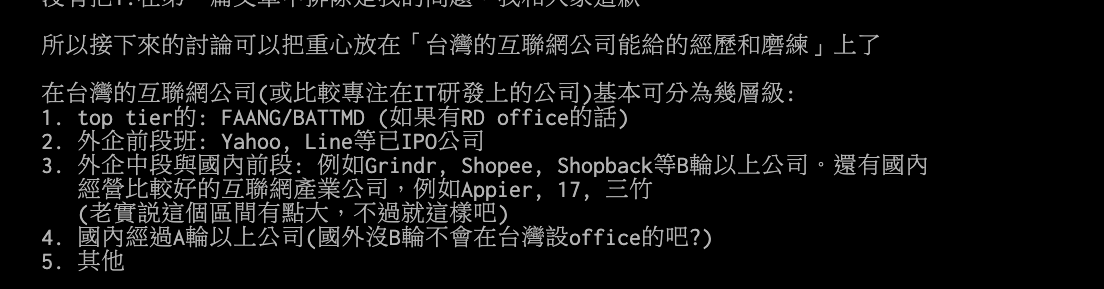 所以接下來的討論可以把重心放在「台灣的互聯網公司能給的經歷和磨練」上了
在台灣的互聯網公司(或比較專注在IT研發上的公司)基本可分為幾層級:
1. top tier的: FAANG/BATTMD (如果有RD office的話)
2. 外企前段班: Yahoo, Line等已IPO公司
3. 外企中段與國內前段: 例如Grindr, Shopee, Shopback等B輪以上公司。還有國內
經營比較好的互聯網產業公司，例如Appier, 17, 三竹
(老實說這個區間有點大，不過就這樣吧)
4. 國內經過A輪以上公司(國外沒B輪不會在台灣設office的吧?)
5. 其他